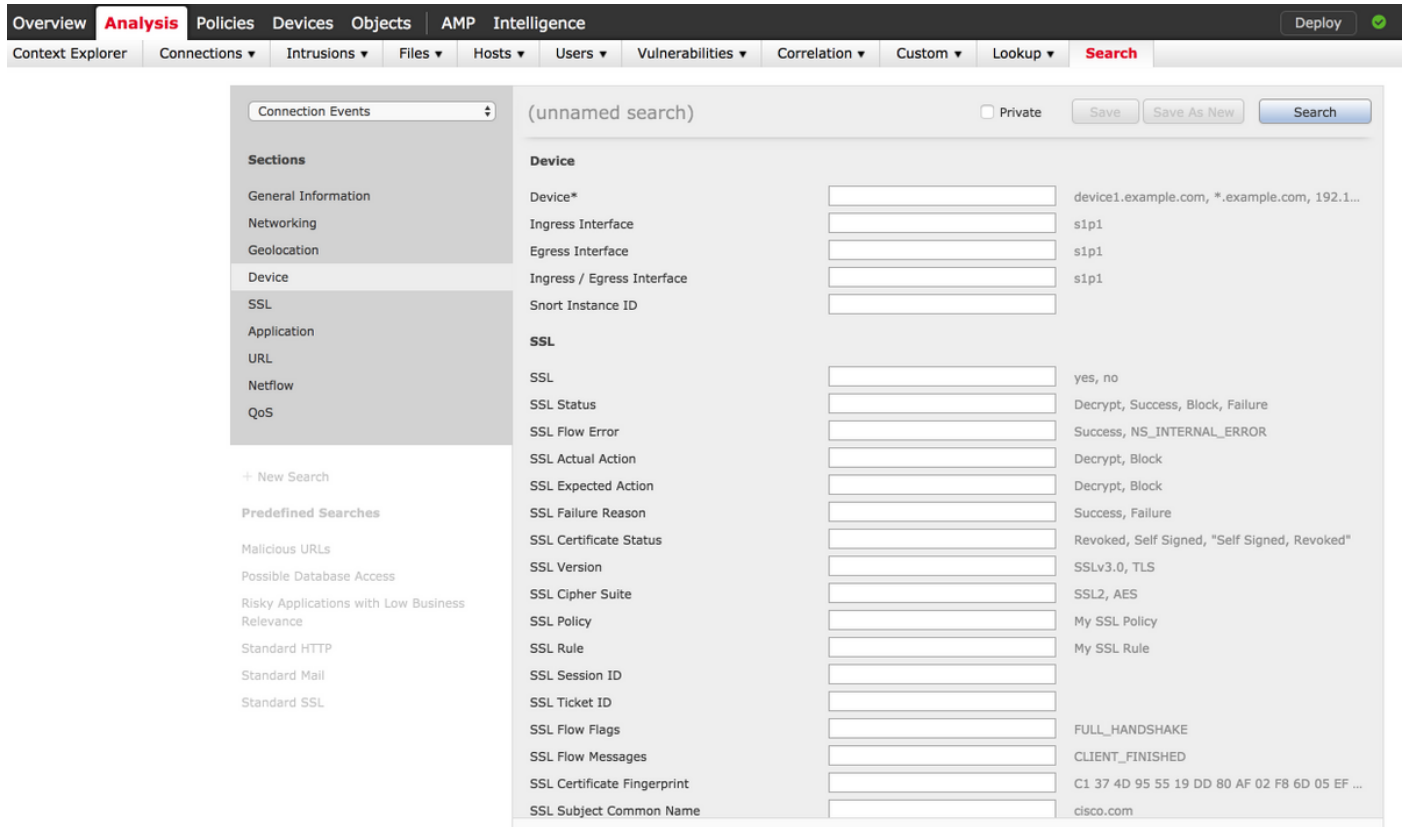 Overview Analysis Policies Devices Objects AMP Intelligence Deploy
Context Explorer Connections ▾ Intrusions ▾ Files ▾ Hosts ▾ Users ▾ Vulnerabilities ▾ Correlation ▾ Custom ▾ Lookup ▾ Search
Connection Events
Sections
General Information
Networking
Geolocation
Device
SSL
Application
URL
Netflow
QoS
+ New Search
Predefined Searches
Malicious URLs
Possible Database Access
Risky Applications with Low Business
Relevance
Standard HTTP
Standard Mail
Standard SSL
(unnamed search) Private Save Save As New Search
Device
Device* device1.example.com, *.example.com, 192.1...
Ingress Interface s1p1
Egress Interface s1p1
Ingress / Egress Interface s1p1
Snort Instance ID
SSL
SSL yes, no
SSL Status Decrypt, Success, Block, Failure
SSL Flow Error Success, NS_INTERNAL_ERROR
SSL Actual Action Decrypt, Block
SSL Expected Action Decrypt, Block
SSL Failure Reason Success, Failure
SSL Certificate Status Revoked, Self Signed, "Self Signed, Revoked"
SSL Version SSLv3.0, TLS
SSL Cipher Suite SSL2, AES
SSL Policy My SSL Policy
SSL Rule My SSL Rule
SSL Session ID
SSL Ticket ID
SSL Flow Flags FULL_HANDSHAKE
SSL Flow Messages CLIENT_FINISHED
SSL Certificate Fingerprint C1 37 4D 95 55 19 DD 80 AF 02 F8 6D 05 EF ...
SSL Subject Common Name cisco.com